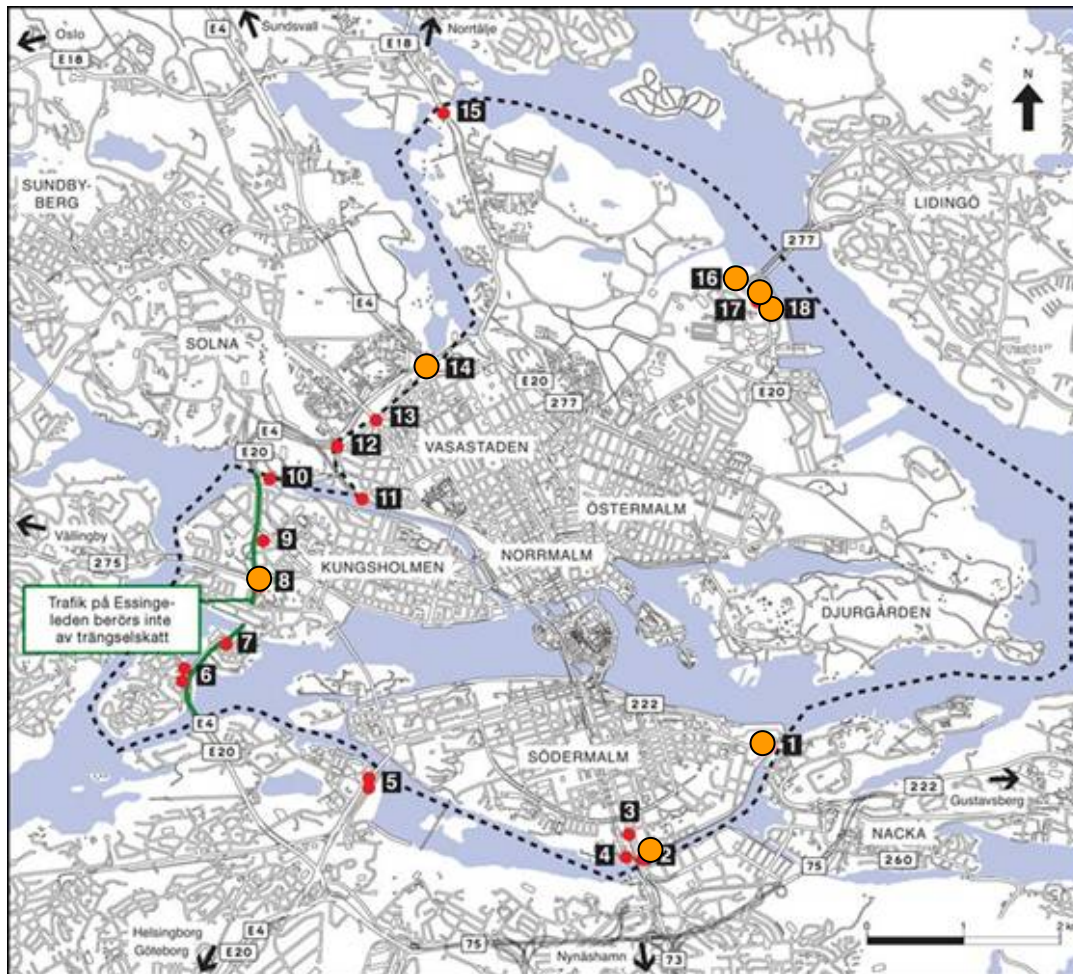 Oslo
E18
E4
Sundsvall
E18
Norrtälje
N
15
SUNDBY-
BERG
LIDINGÖ
277
16
17
18
E4
SOLNA
14
E20
277
E20
13
E4
12
VASASTADEN
E20
10
11
ÖSTERMALM
Vällingby
275
9
NORRMALM
KUNGSHOLMEN
8
Trafik på Essinge-
leden berörs inte
av trängselskatt
DJURGÅRDEN
7
6
222
E4
E20
1
SÖDERMALM
5
222
Gustavsberg
3
NACKA
4
2
75
260
Helsingborg
Göteborg
E4
E20
75
Nynäshamn
73
0
1
2 k